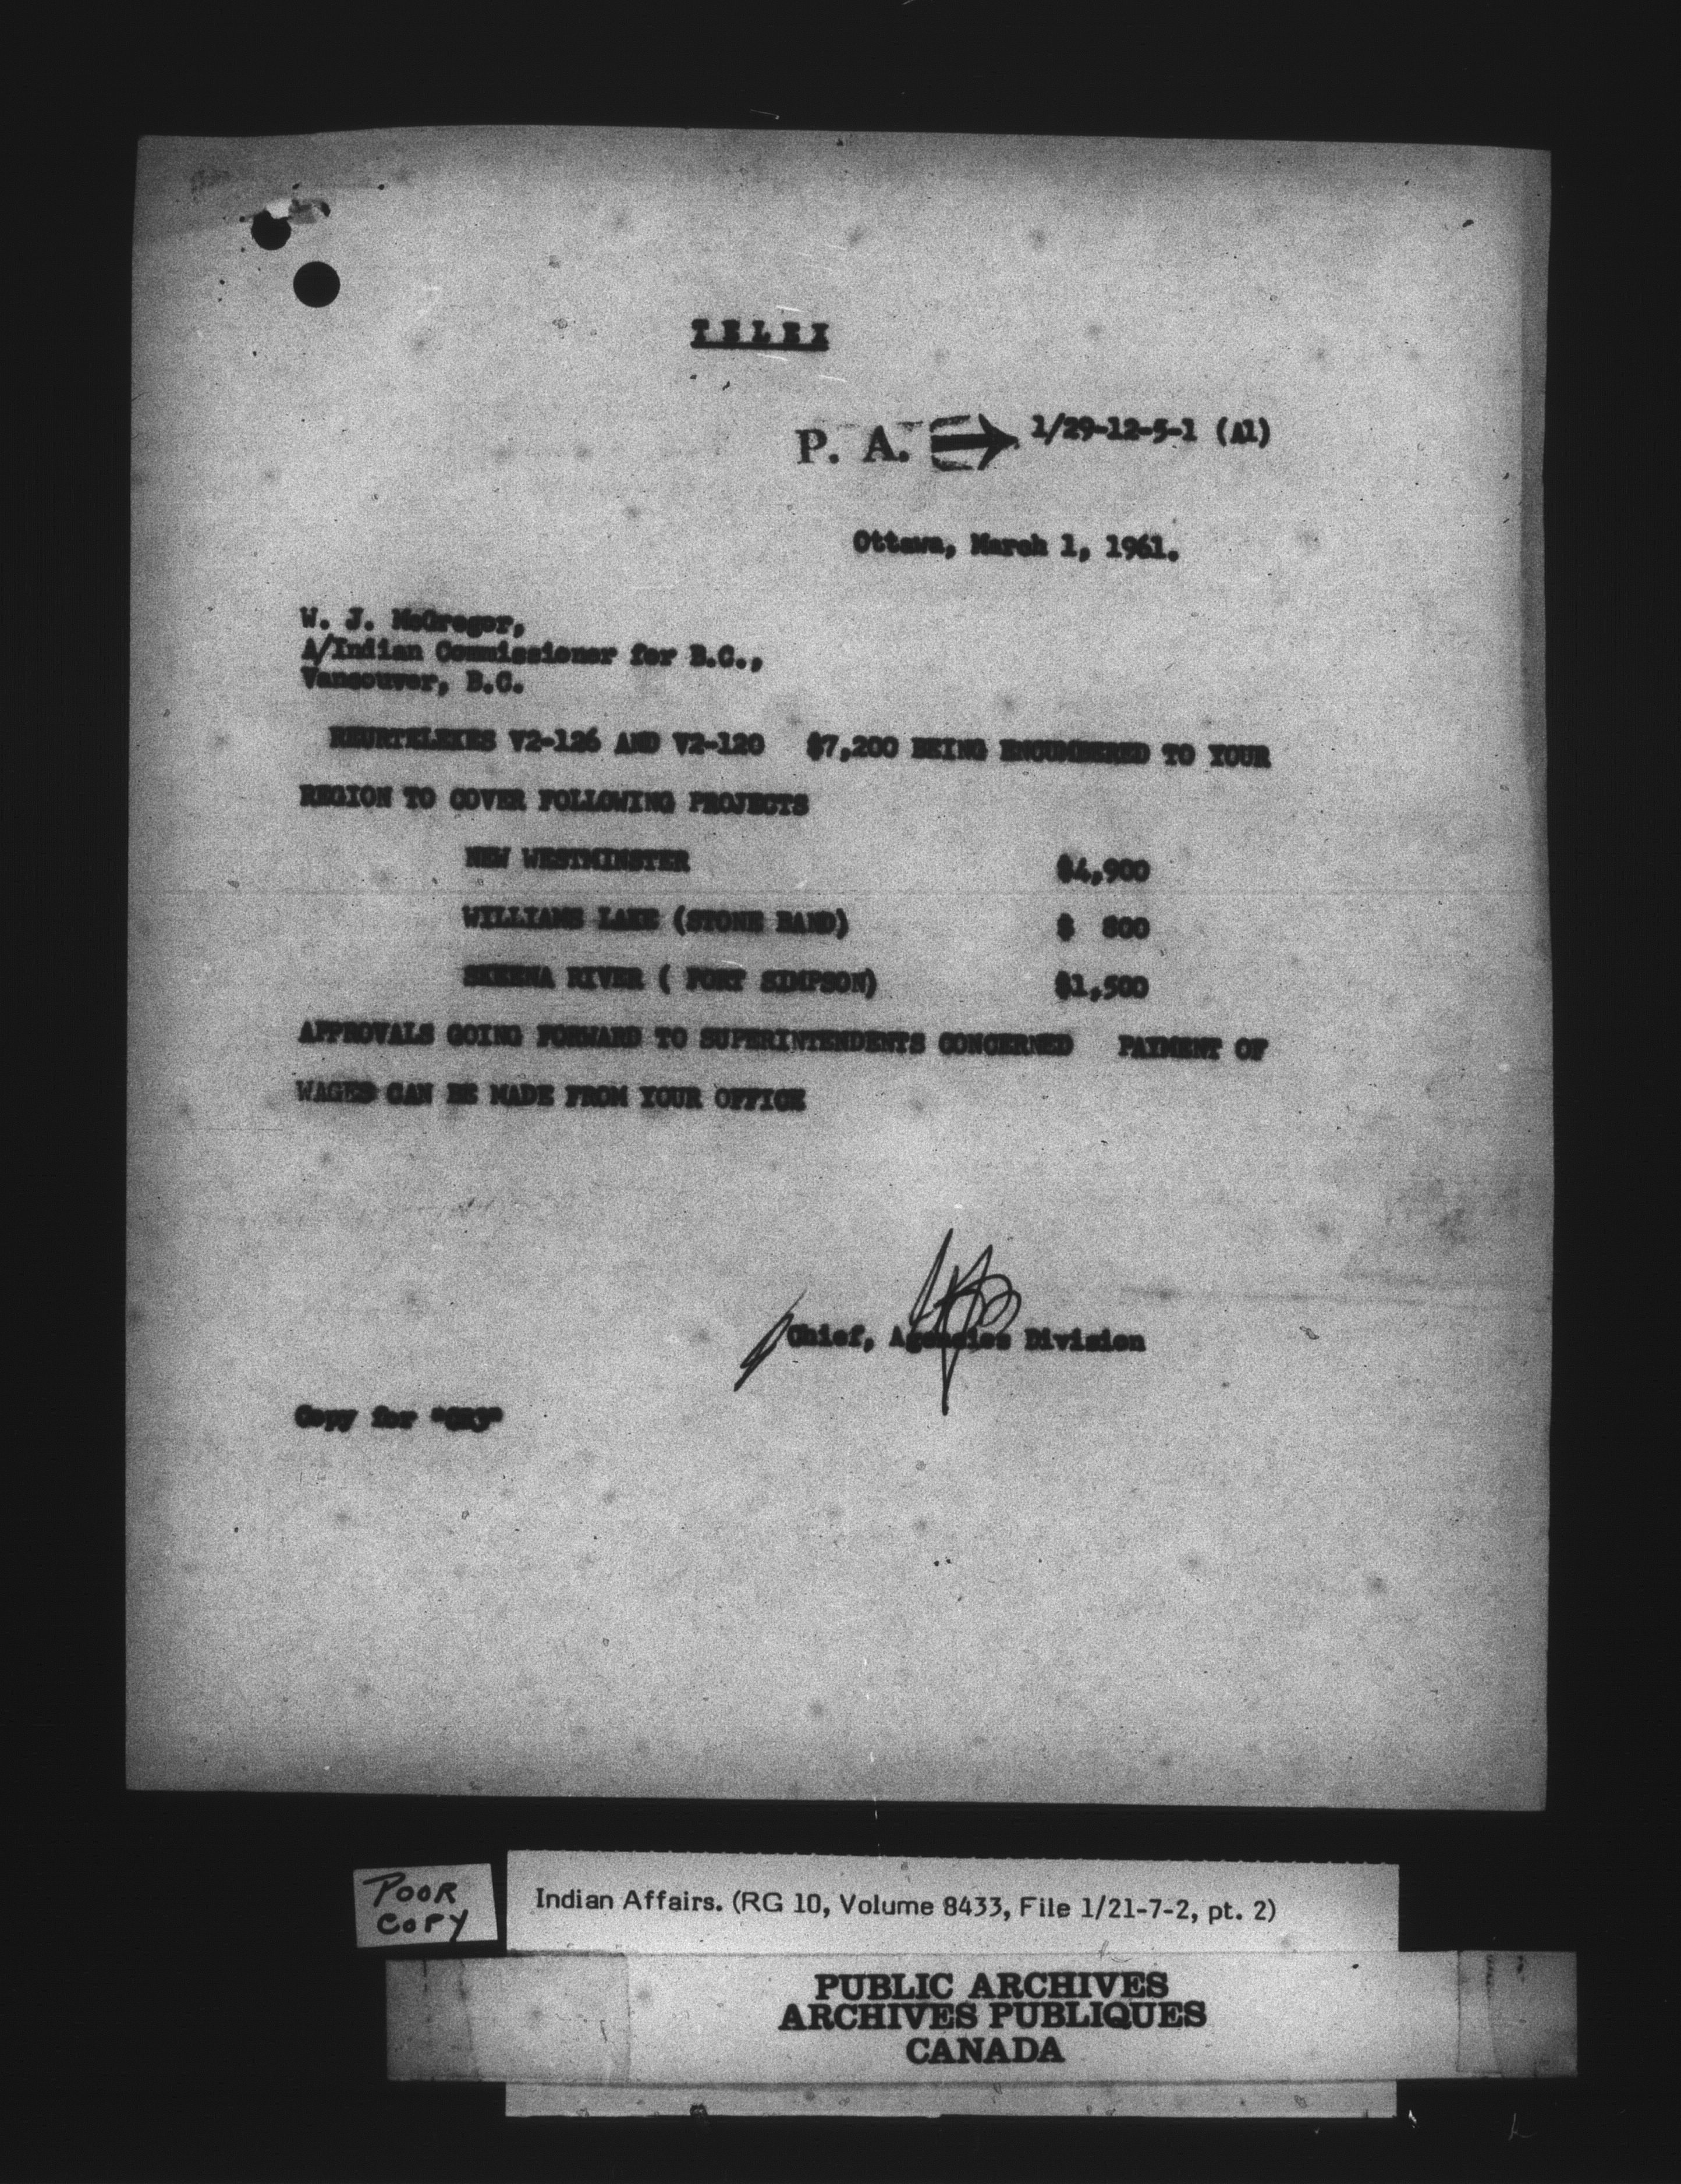 TELEX
P. A. 1/29-12-5-1 (A1)
Ottawa, March 1, 1961.
W. J. McGregor,
A/Indian Commissioner for B.C.,
Vancouver, B.C.
REURTELEXES V2-126 AND V2-120 $7,200 BEING ENCUMBERED TO YOUR
REGION TO COVER FOLLOWING PROJECTS
NEW WESTMINSTER $4,900
WILLIAMS LAKE (STONE BAND) $ 800
SKEENA RIVER ( PORT SIMPSON) $1,500
APPROVALS GOING FORWARD TO SUPERINTENDENTS CONCERNED PAYMENT OF
WAGES CAN BE MADE FROM YOUR OFFICE
Chief, Agencies Division
Copy for
POOR
COPY
Indian Affairs. (RG 10, Volume 8433, File 1/21-7-2, pt. 2)
PUBLIC ARCHIVES
ARCHIVES PUBLIQUES
CANADA